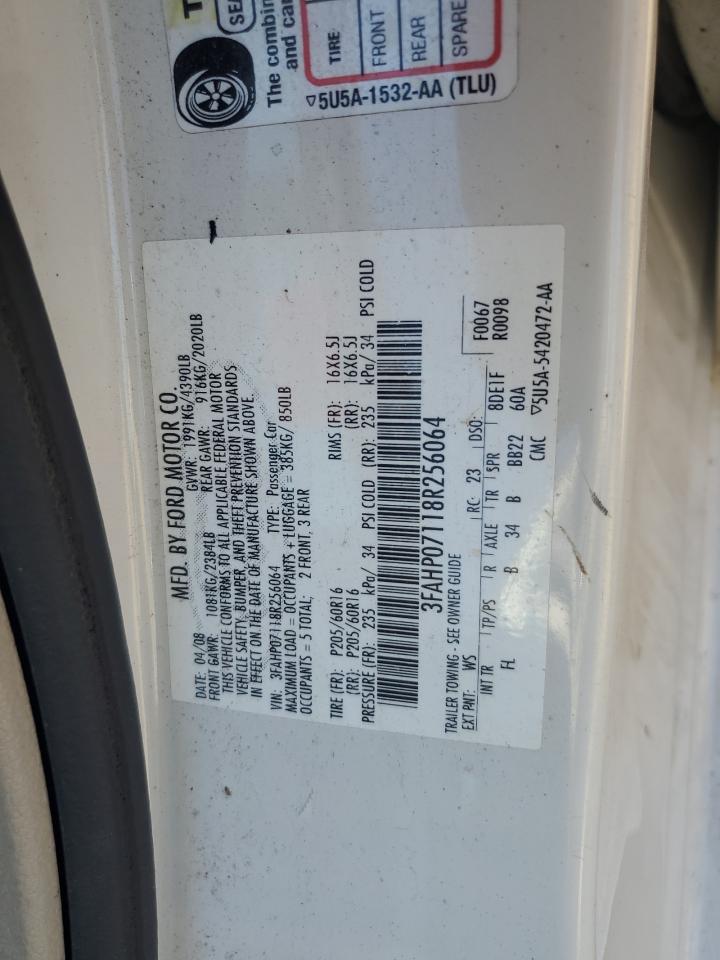 SEA
The combin
and car
TIRE
FRONT
REAR
SPARE
▽5U5A-1532-AA (TLU)
MFD. BY FORD MOTOR CO.
DATE: 04/08 GVWR: 1991KG/4390LB
FRONT GAWR: 1081KG/2384LB REAR GAWR: 916KG/2020LB
THIS VEHICLE CONFORMS TO ALL APPLICABLE FEDERAL MOTOR
VEHICLE SAFETY, BUMPER, AND THEFT PREVENTION STANDARDS
IN EFFECT ON THE DATE OF MANUFACTURE SHOWN ABOVE.
VIN: 3FAHP07118R256064 TYPE: Passenger Car
MAXIMUM LOAD = OCCUPANTS + LUGGAGE = 385KG/ 850LB
OCCUPANTS = 5 TOTAL; 2 FRONT, 3 REAR
TIRE (FR): P205/60R16 RIMS (FR): 16X6.5J
(RR): P205/60R16 (RR): 16X6.5J
PRESSURE (FR): 235 kPa/ 34 PSI COLD (RR): 235 kPa/ 34 PSI COLD
3FAHP07118R256064
TRAILER TOWING - SEE OWNER GUIDE F0067
EXT PNT: WS RC: 23 DSO: R0098
INT TR TP/PS R AXLE TR SPR 8DE1F
FL B 34 B BB22 60A
CMC ▽5U5A-5420472-AA